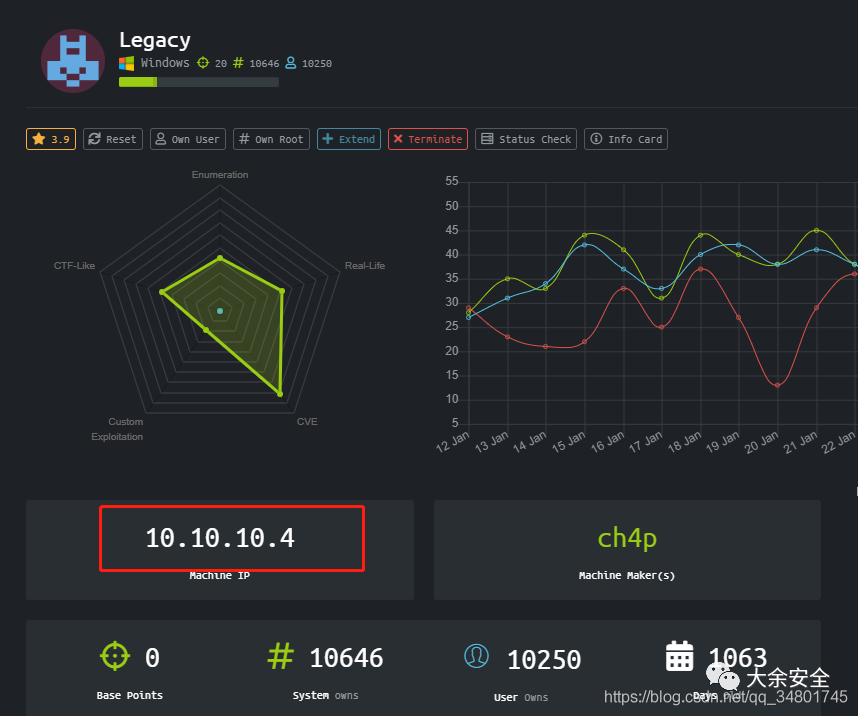 Legacy
Windows 20 10646 10250
3.9 Reset Own User Own Root Extend Terminate Status Check Info Card
Enumeration
CTF-Like
Real-Life
Custom
Exploitation
CVE
55
50
45
40
35
30
25
20
15
10
5
12 Jan 13 Jan 14 Jan 15 Jan 16 Jan 17 Jan 18 Jan 19 Jan 20 Jan 21 Jan 22 Jan
10.10.10.4
Machine IP
ch4p
Machine Maker(s)
0
Base Points
# 10646
System owns
10250
User Owns
1063
Days
大余安全
https://blog.csdn.net/qq_34801745